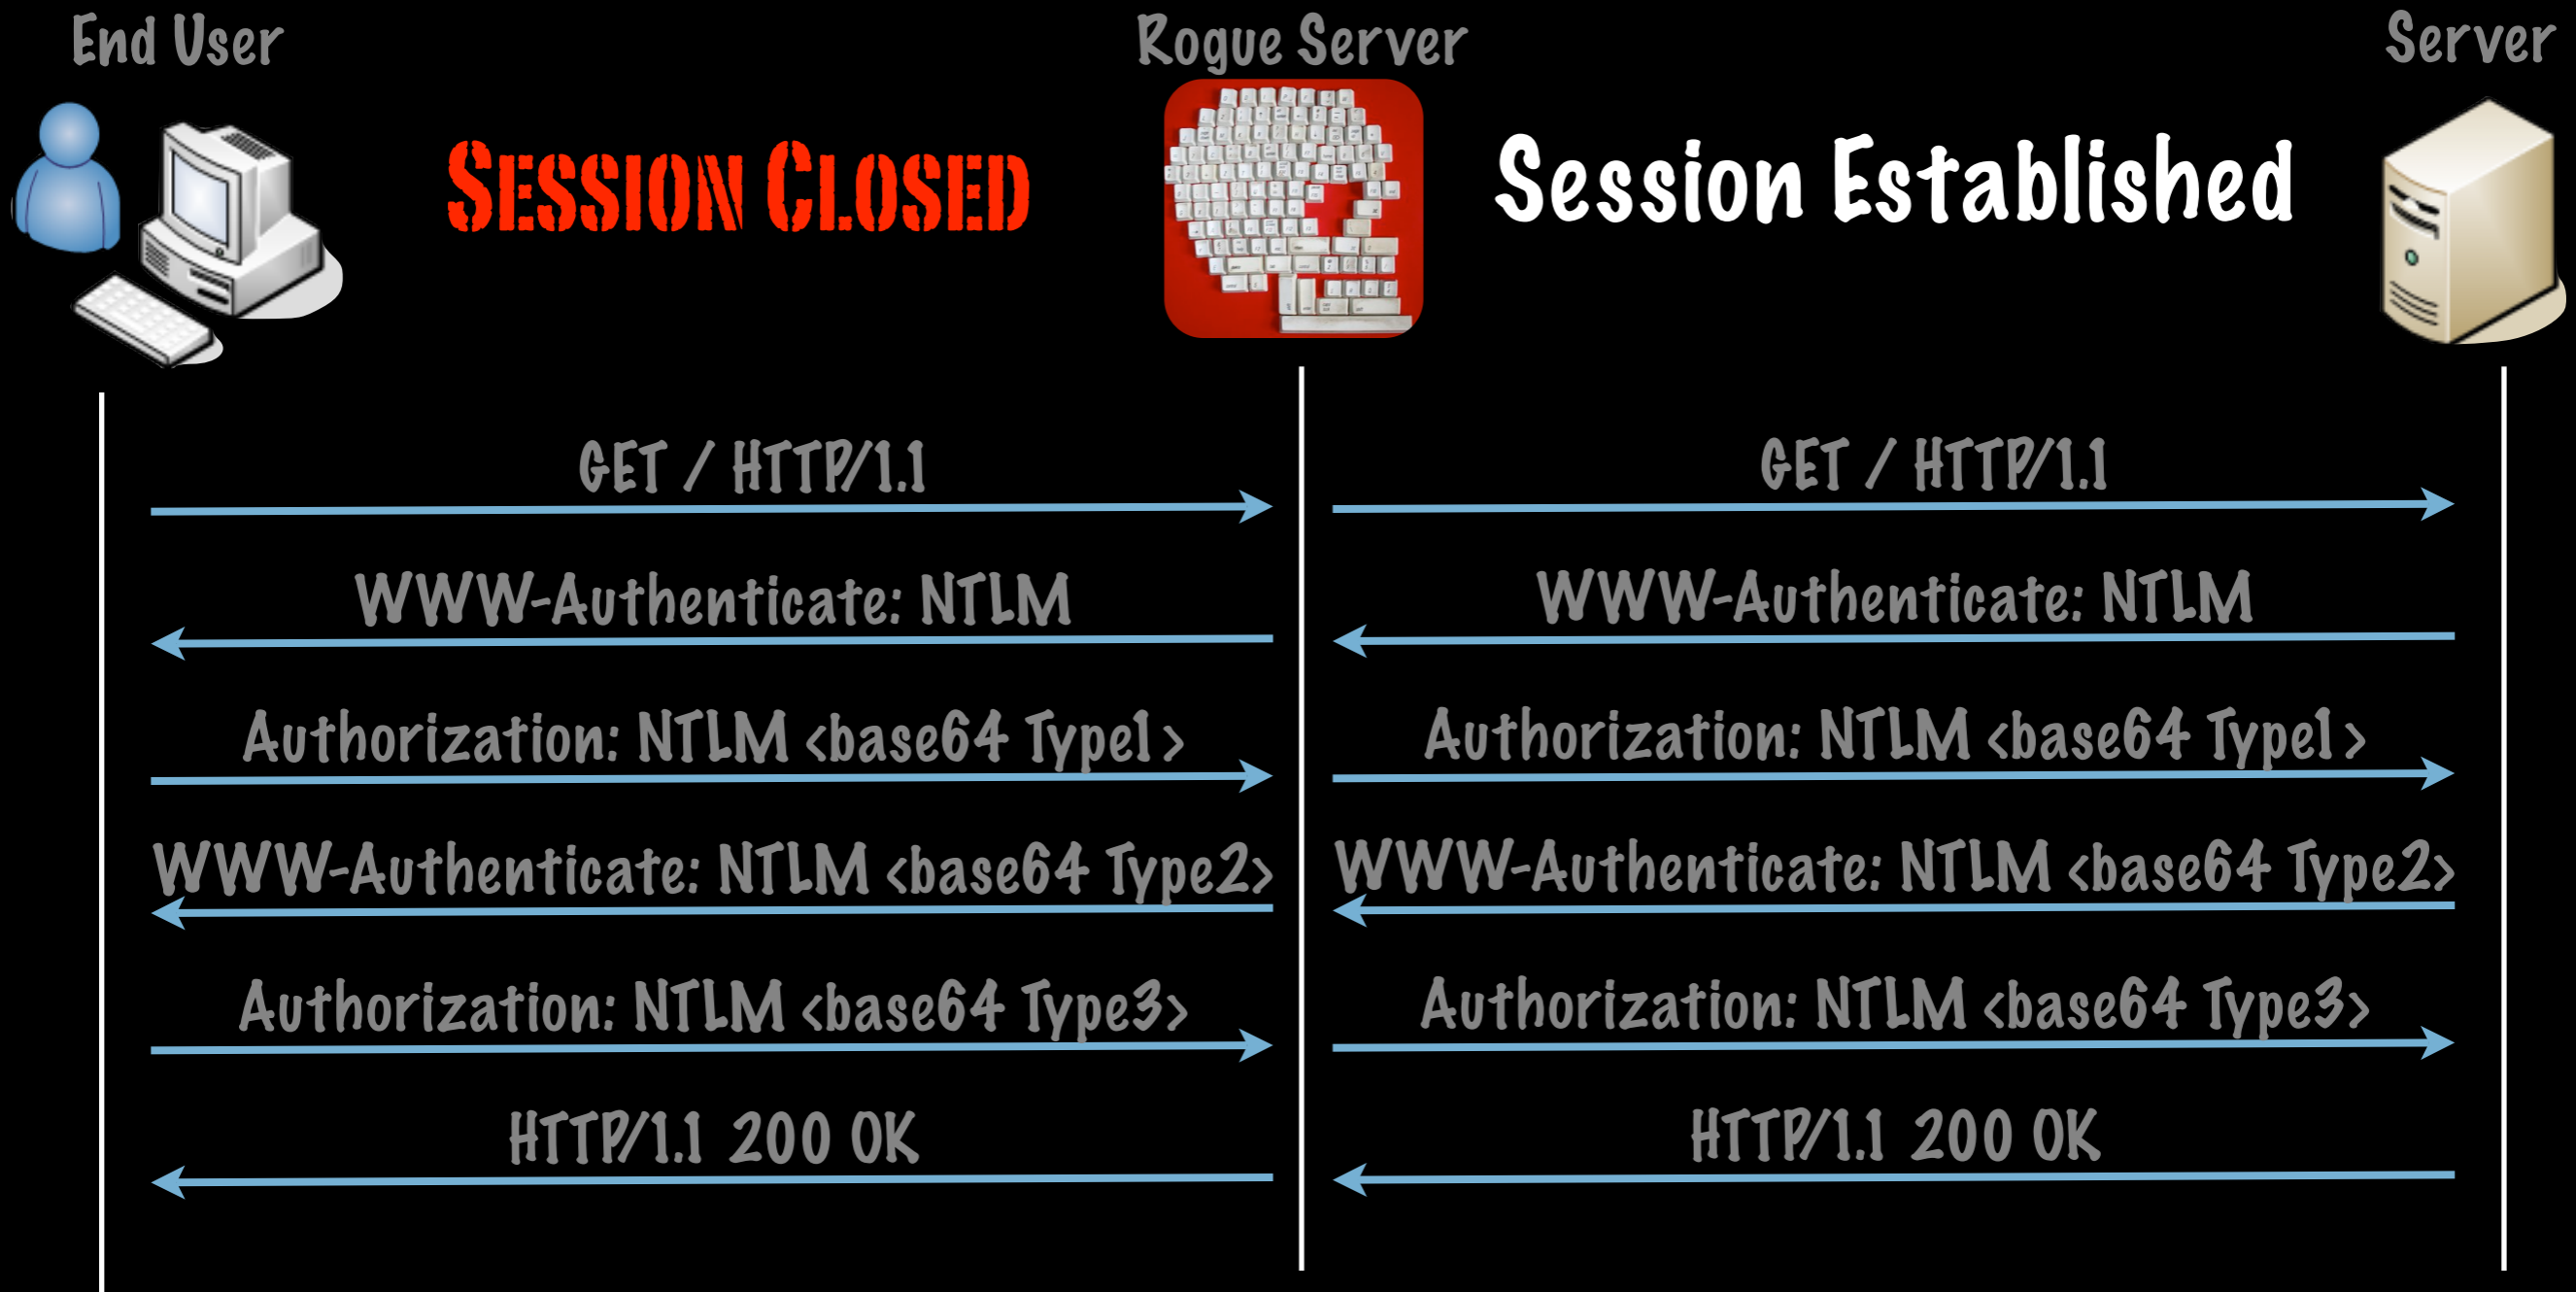 End User
Rogue Server
Server
SESSION CLOSED
Session Established
GET / HTTP/1.1
GET / HTTP/1.1
WWW-Authenticate: NTLM
WWW-Authenticate: NTLM
Authorization: NTLM <base64 Type1>
Authorization: NTLM <base64 Type1>
WWW-Authenticate: NTLM <base64 Type2>
WWW-Authenticate: NTLM <base64 Type2>
Authorization: NTLM <base64 Type3>
Authorization: NTLM <base64 Type3>
HTTP/1.1 200 OK
HTTP/1.1 200 OK